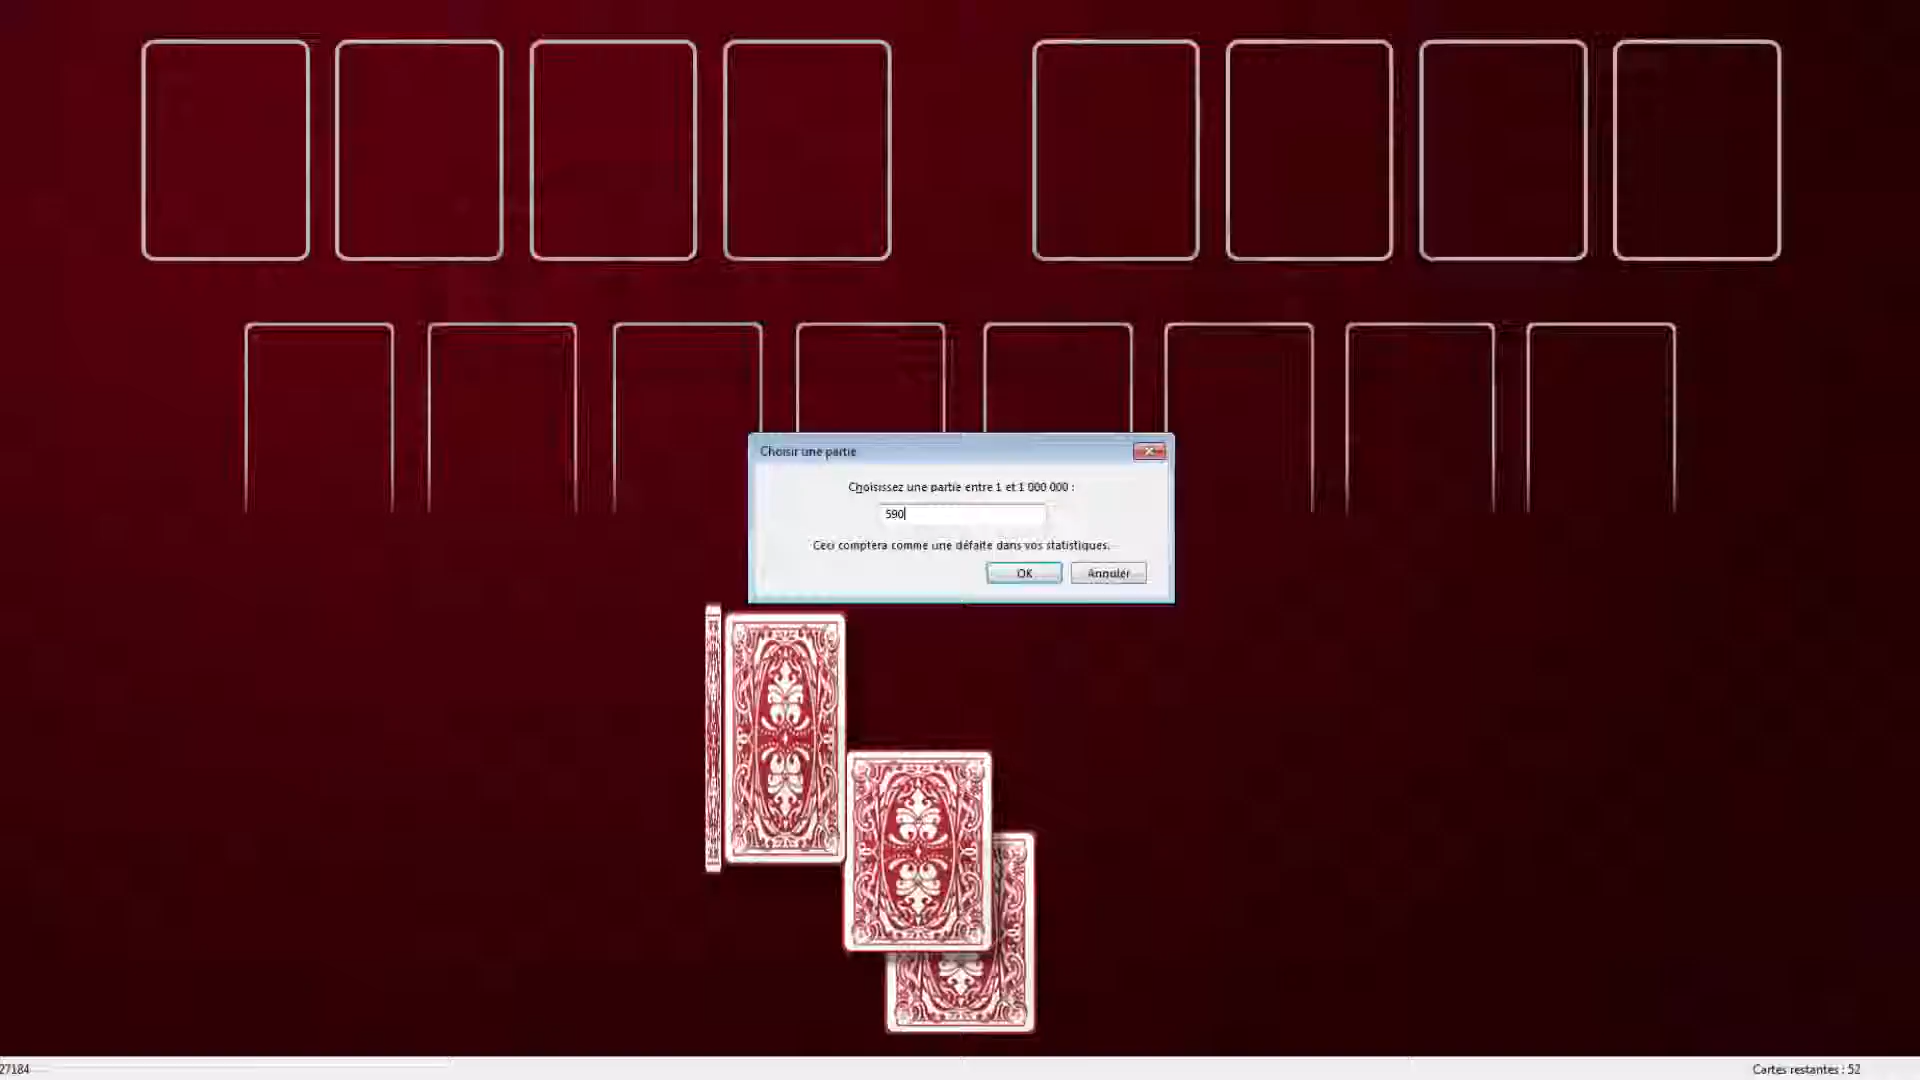 Choisir une partie
Choisissez une partie entre 1 et 1 000 000 :
590
Ceci comptera comme une défaite dans vos statistiques.
OK
Annuler
27184
Cartes restantes : 52